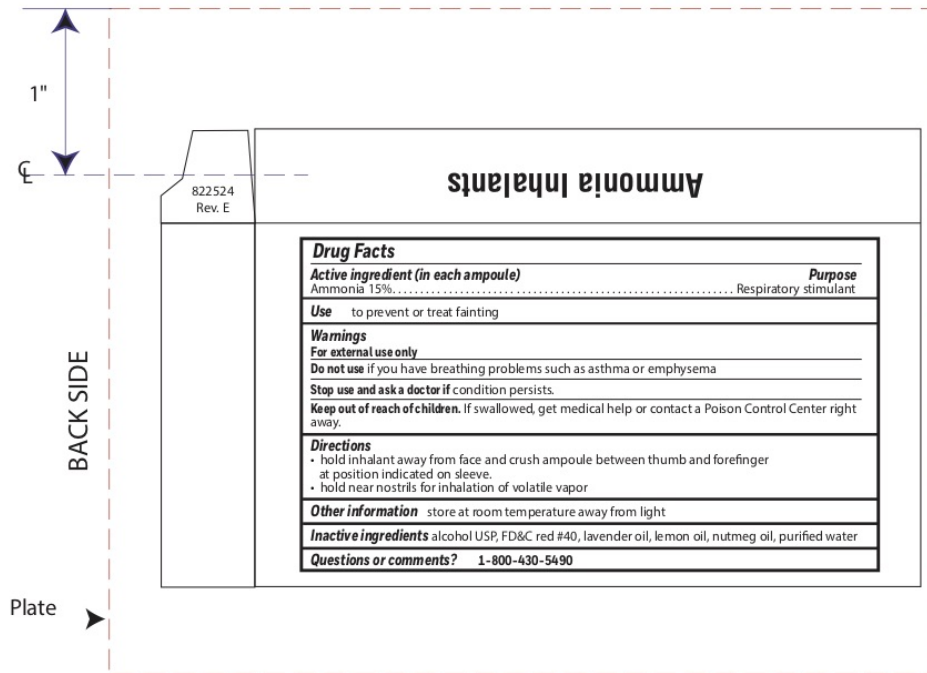 1"
℄
822524
Rev. E
Ammonia Inhalants
Drug Facts
Active ingredient (in each ampoule) Purpose
Ammonia 15%.............................................................. Respiratory stimulant
Use to prevent or treat fainting
Warnings
For external use only
Do not use if you have breathing problems such as asthma or emphysema
Stop use and ask a doctor if condition persists.
Keep out of reach of children. If swallowed, get medical help or contact a Poison Control Center right
away.
Directions
• hold inhalant away from face and crush ampoule between thumb and forefinger
at position indicated on sleeve.
• hold near nostrils for inhalation of volatile vapor
Other information store at room temperature away from light
Inactive ingredients alcohol USP, FD&C red #40, lavender oil, lemon oil, nutmeg oil, purified water
Questions or comments? 1-800-430-5490
BACK SIDE
Plate